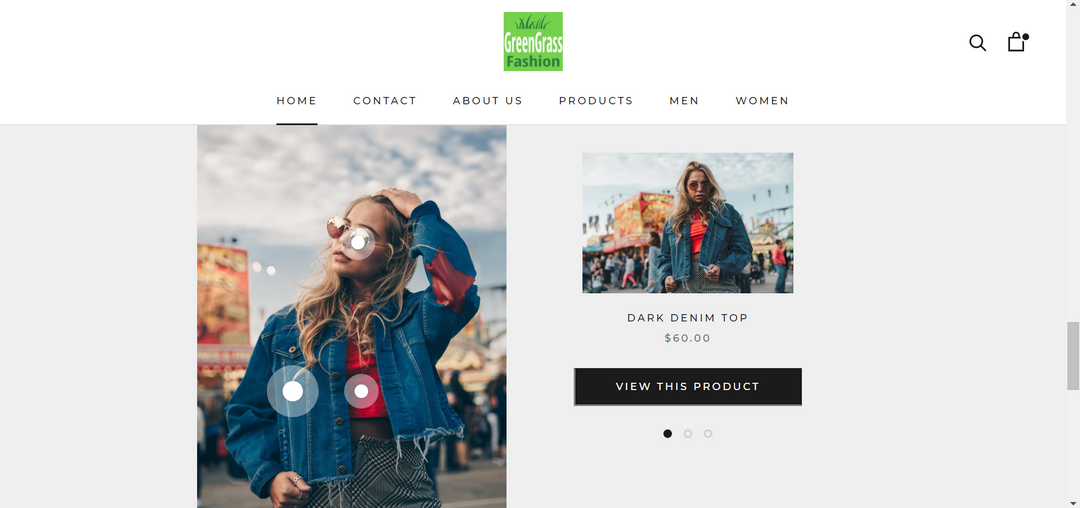 GreenGrass
Fashion
HOME CONTACT ABOUT US PRODUCTS MEN WOMEN
DARK DENIM TOP
$60.00
VIEW THIS PRODUCT